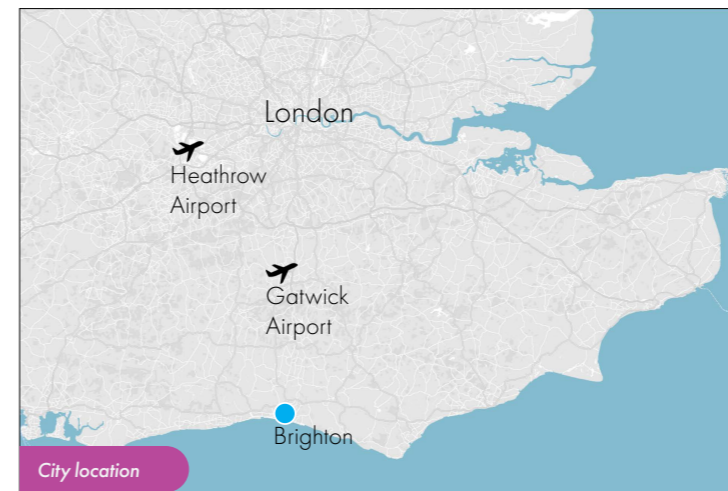 London
Heathrow
Airport
Gatwick
Airport
Brighton
City location